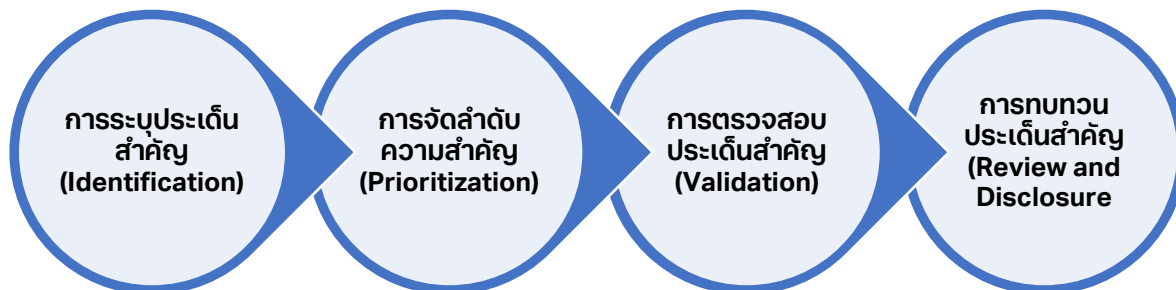 การระบุประเด็น
สำคัญ
(Identification)
การจัดลำดับ
ความสำคัญ
(Prioritization)
การตรวจสอบ
ประเด็นสำคัญ
(Validation)
การทบทวน
ประเด็นสำคัญ
(Review and
Disclosure